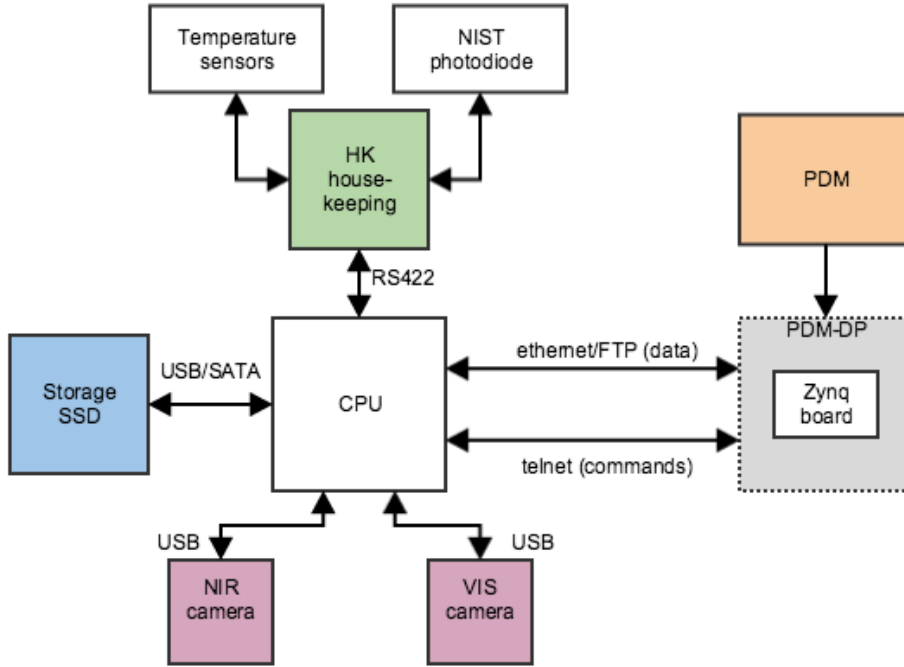 Temperature
sensors
NIST
photodiode
HK
house-
keeping
PDM
RS422
PDM-DP
ethernet/FTP (data)
USB/SATA
Storage
SSD
CPU
Zynq
board
telnet (commands)
USB
USB
NIR
camera
VIS
camera